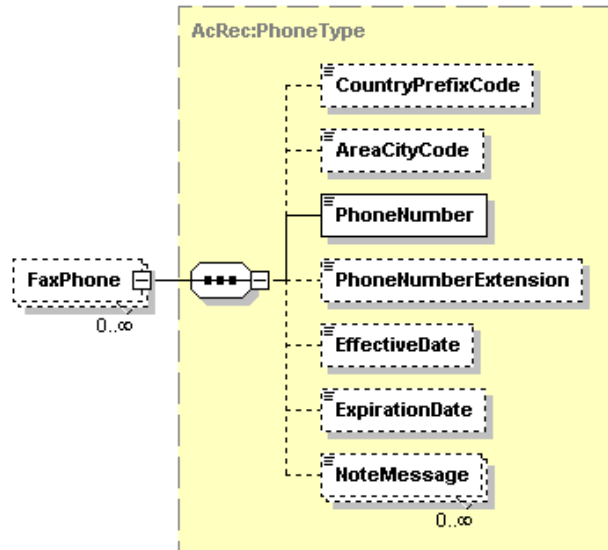 AcRec:PhoneType
CountryPrefixCode
AreaCityCode
PhoneNumber
FaxPhone
0..∞
PhoneNumberExtension
EffectiveDate
ExpirationDate
NoteMessage
0..∞